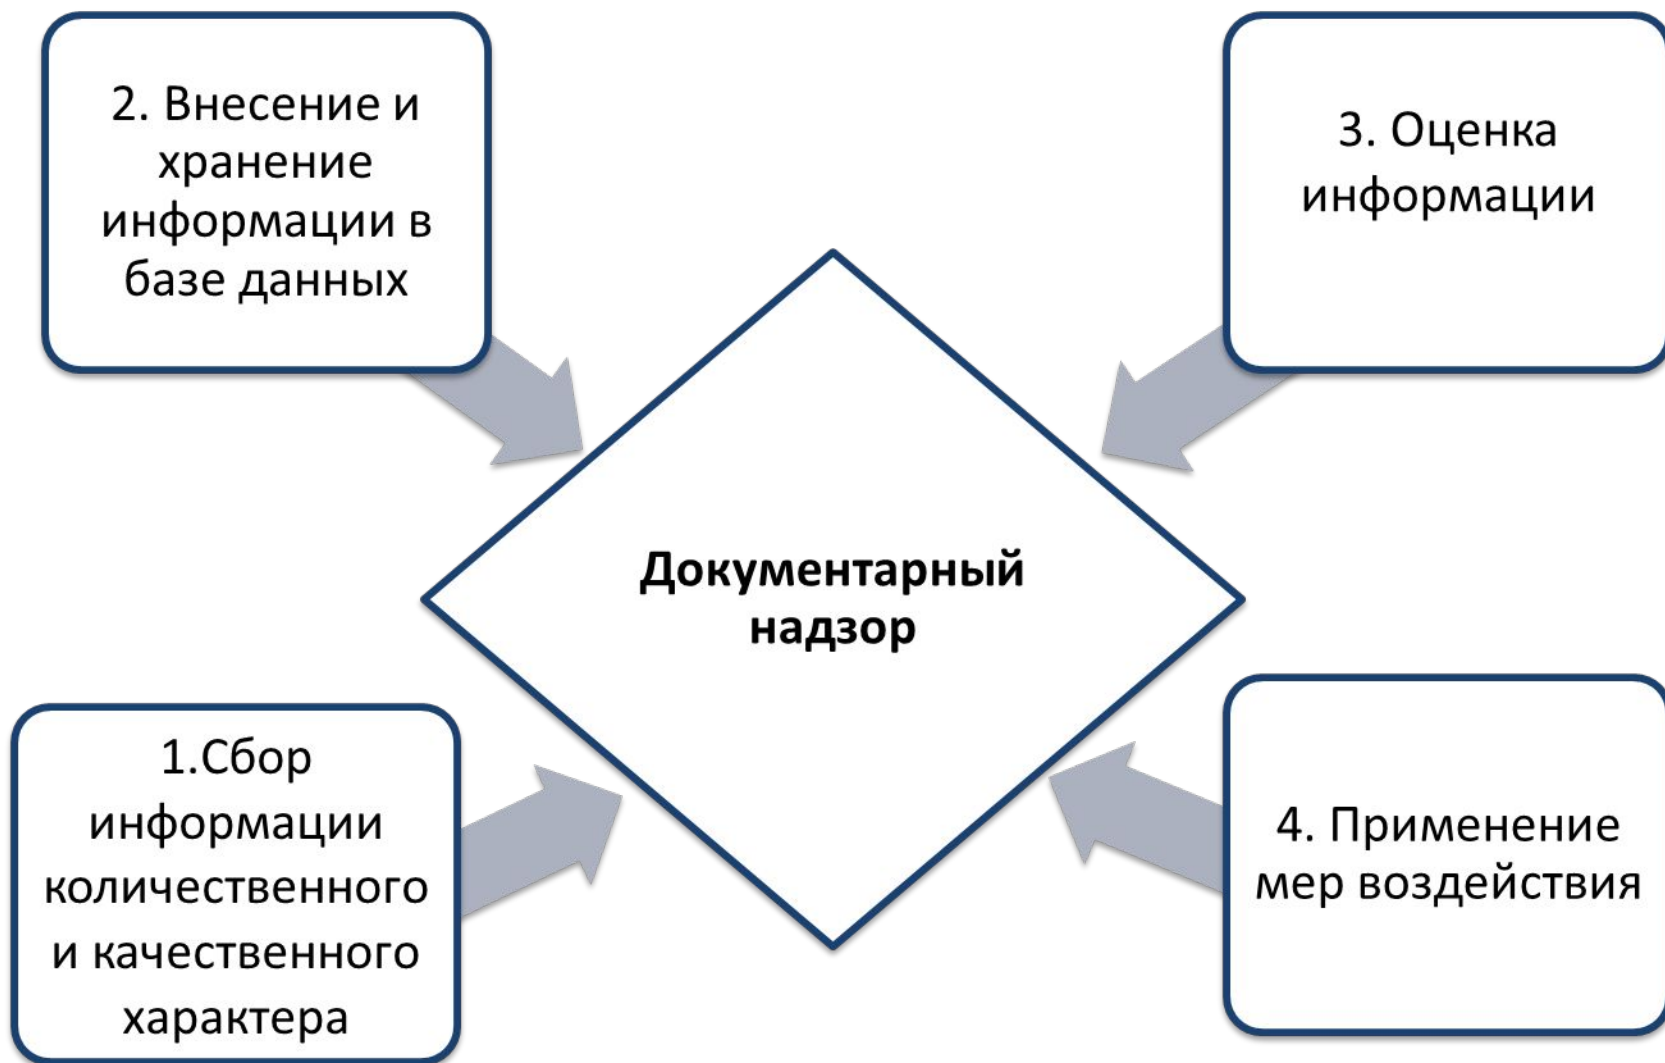 2. Внесение и
хранение
информации в
базе данных
3. Оценка
информации
Документарный
надзор
1.Сбор
информации
количественного
и качественного
характера
4. Применение
мер воздействия